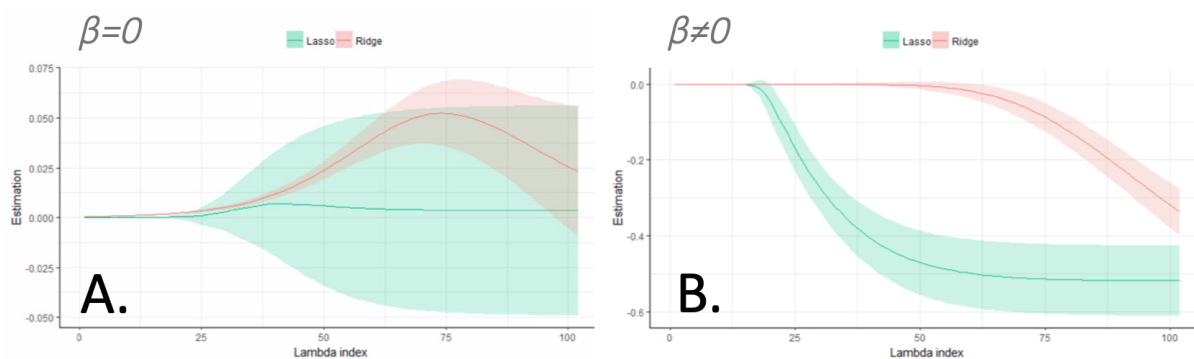 β=0
Lasso Ridge
0.075
0.050
0.025
0.000
-0.025
-0.050
Estimation
A.
0 25 50 75 100
Lambda index
β≠0
Lasso Ridge
0.0
-0.2
-0.4
-0.6
Estimation
B.
0 25 50 75 100
Lambda index